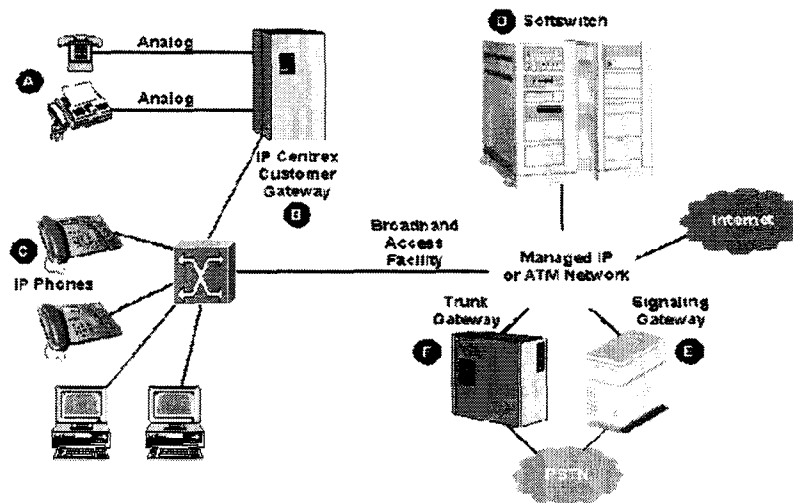 Analog
A
Analog
IP Centrex
Customer
Gateway
B
D Softswitch
Internet
Broadband
Access
Facility
Managed IP
or ATM Network
C
IP Phones
Trunk
Gateway
F
Signaling
Gateway
E
PSTN